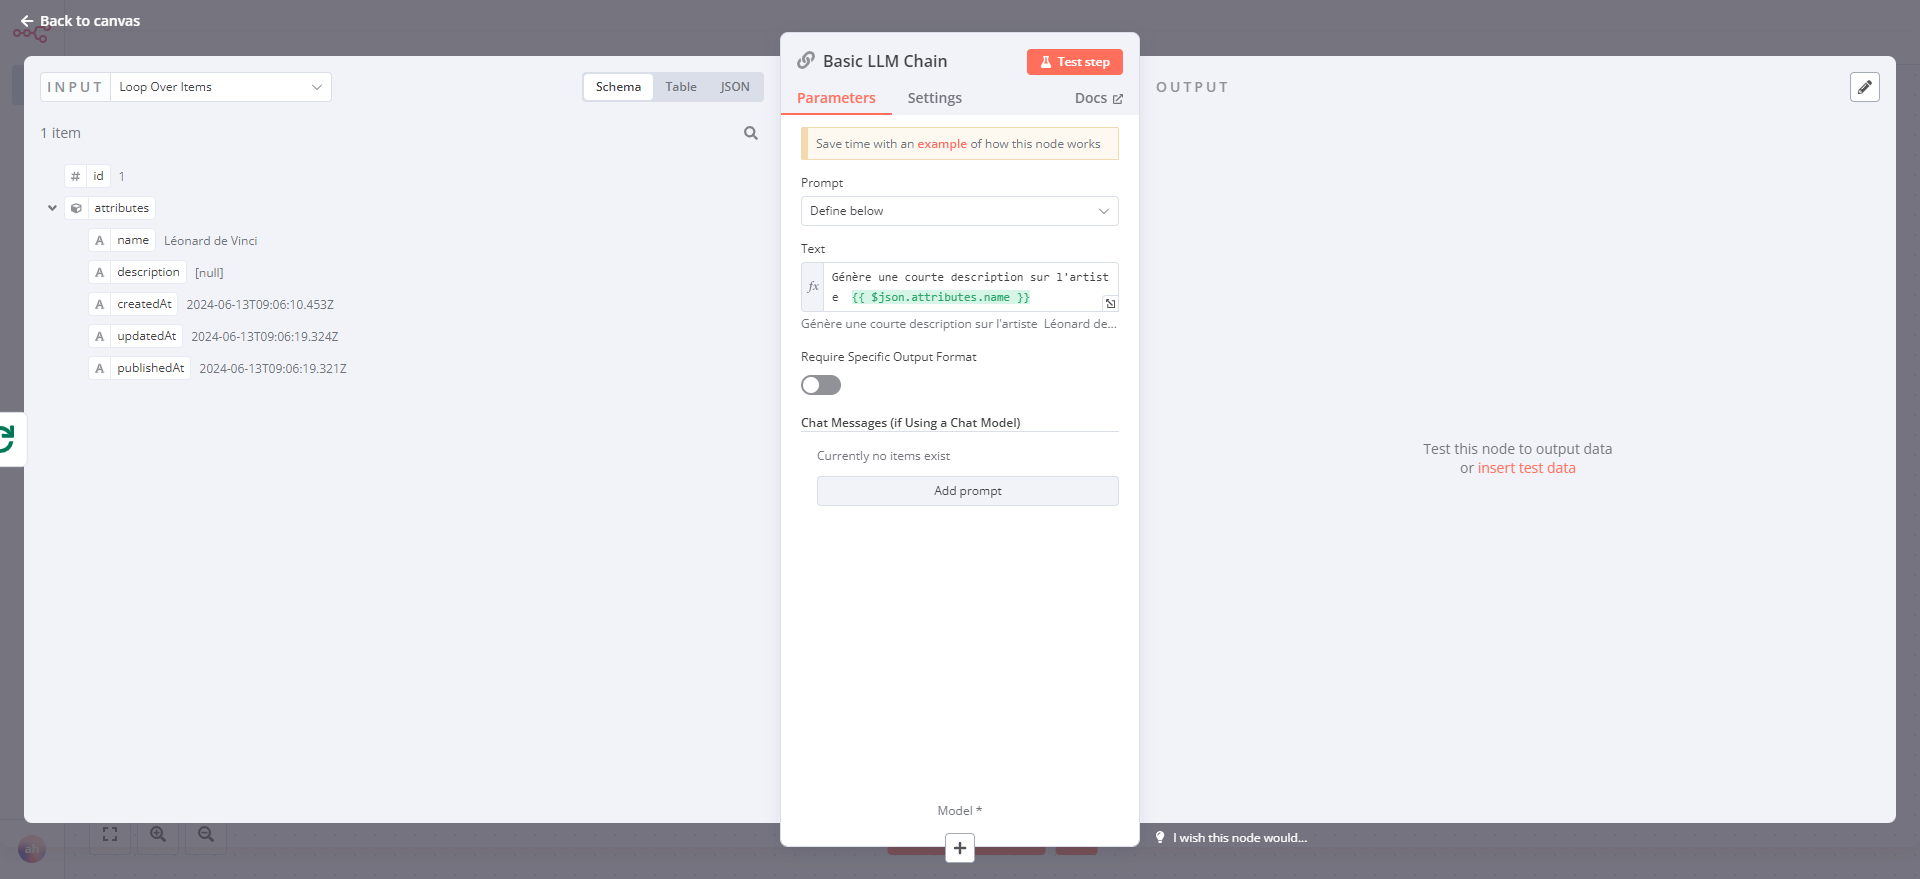 Back to canvas
INPUT
Loop Over Items
Schema
Table
JSON
1 item
# id 1
attributes
A name Léonard de Vinci
A description [null]
A createdAt 2024-06-13T09:06:10.453Z
A updatedAt 2024-06-13T09:06:19.324Z
A publishedAt 2024-06-13T09:06:19.321Z
Basic LLM Chain
Test step
Parameters
Settings
Docs
Save time with an example of how this node works
Prompt
Define below
Text
fx
Génère une courte description sur l'artist
e {{ $json.attributes.name }}
Génère une courte description sur l'artiste Léonard de...
Require Specific Output Format
Chat Messages (if Using a Chat Model)
Currently no items exist
Add prompt
Model *
OUTPUT
Test this node to output data
or insert test data
I wish this node would...
ah